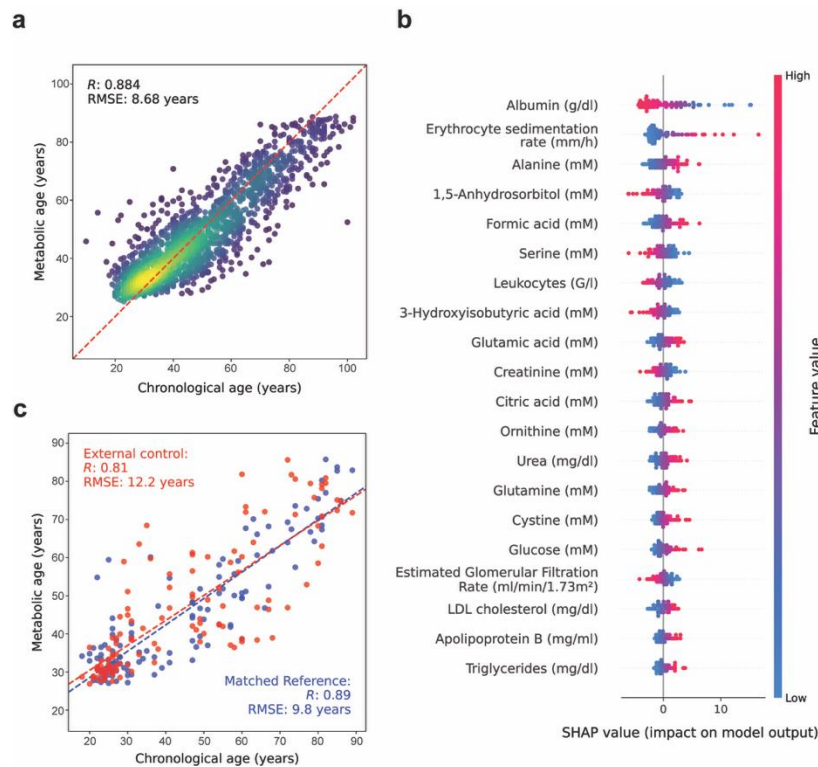 a
R: 0.884
RMSE: 8.68 years
100
80
60
40
20
Metabolic age (years)
20 40 60 80 100
Chronological age (years)
b
High
Albumin (g/dl)
Erythrocyte sedimentation
rate (mm/h)
Alanine (mM)
1,5-Anhydrosorbitol (mM)
Formic acid (mM)
Serine (mM)
Leukocytes (G/l)
3-Hydroxyisobutyric acid (mM)
Glutamic acid (mM)
Creatinine (mM)
Citric acid (mM)
Ornithine (mM)
Urea (mg/dl)
Glutamine (mM)
Cystine (mM)
Glucose (mM)
Estimated Glomerular Filtration
Rate (ml/min/1.73m²)
LDL cholesterol (mg/dl)
Apolipoprotein B (mg/ml)
Triglycerides (mg/dl)
Feature value
Low
0 10
SHAP value (impact on model output)
c
External control:
R: 0.81
RMSE: 12.2 years
90
80
70
60
50
40
30
20
Metabolic age (years)
Matched Reference:
R: 0.89
RMSE: 9.8 years
20 30 40 50 60 70 80 90
Chronological age (years)